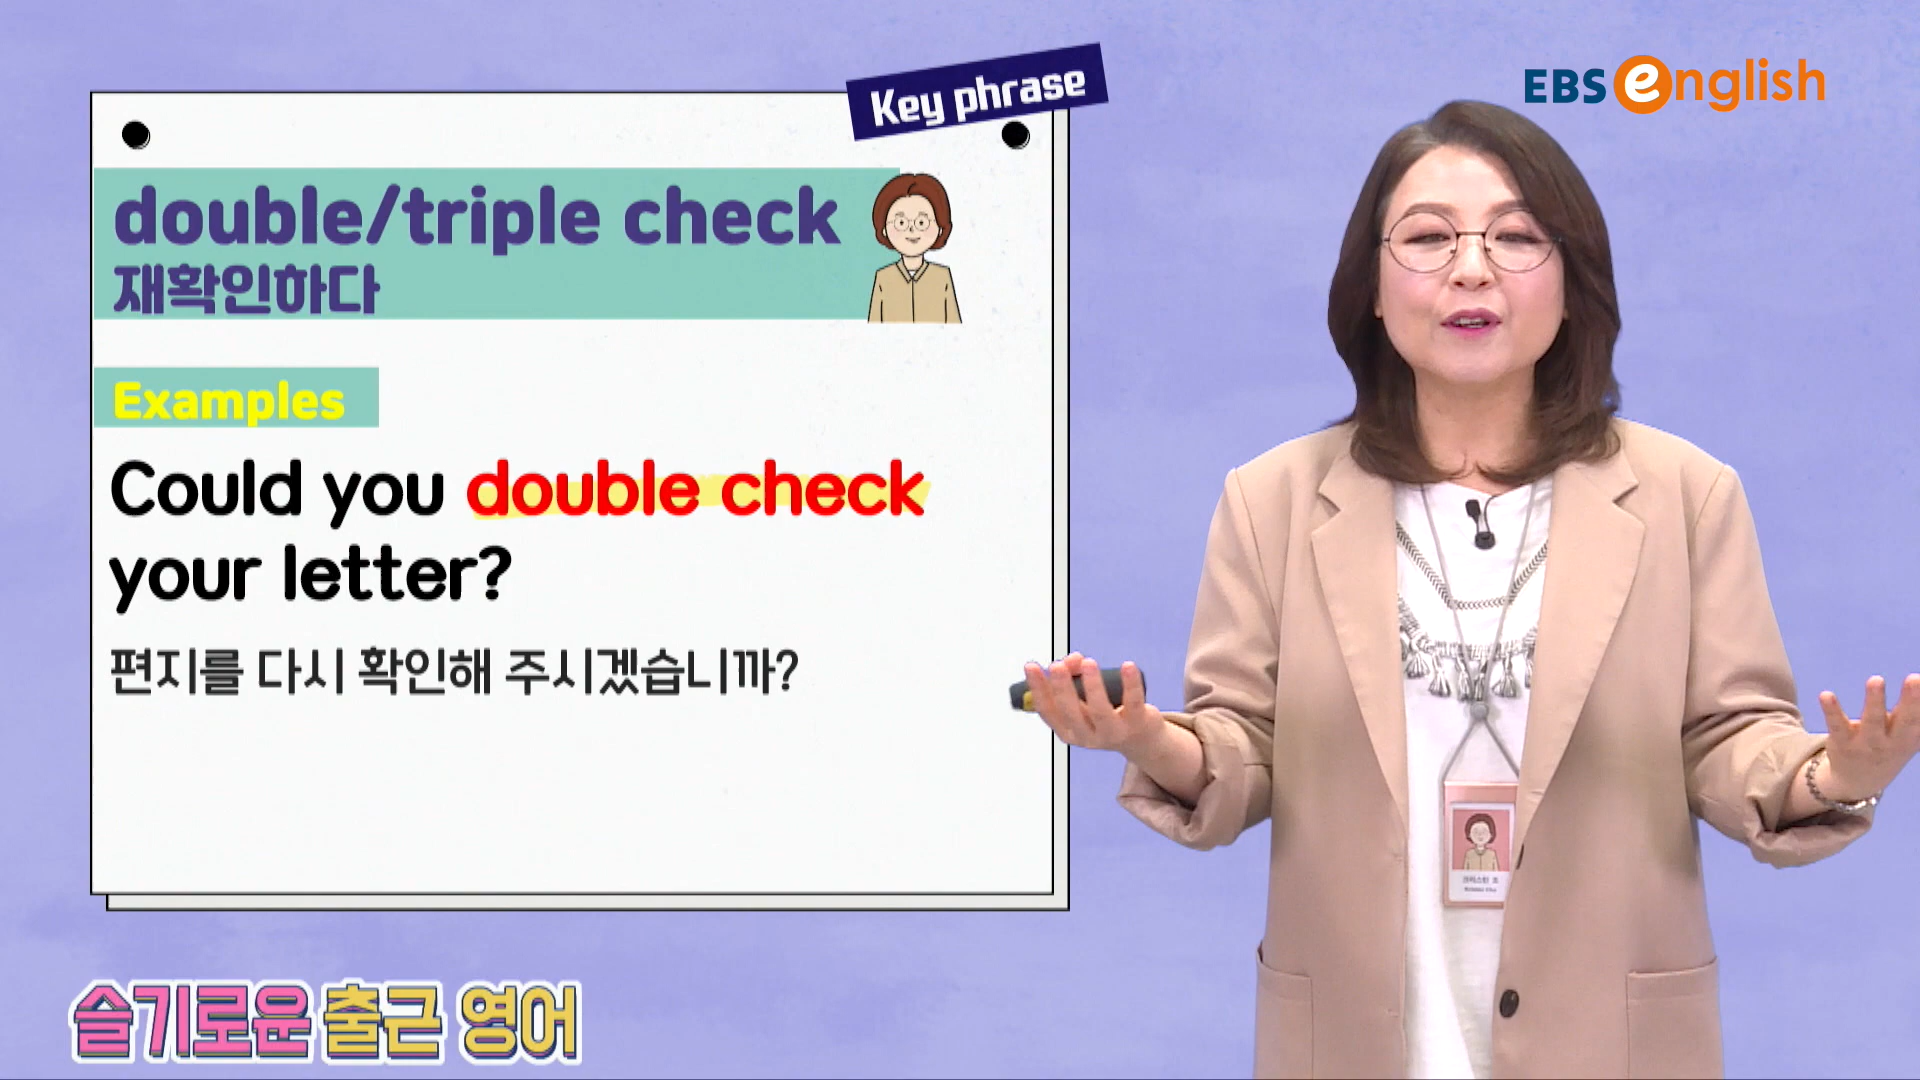 EBS english
Key phrase
double/triple check
재확인하다
Examples
Could you double check
your letter?
편지를 다시 확인해 주시겠습니까?
슬기로운 출근 영어